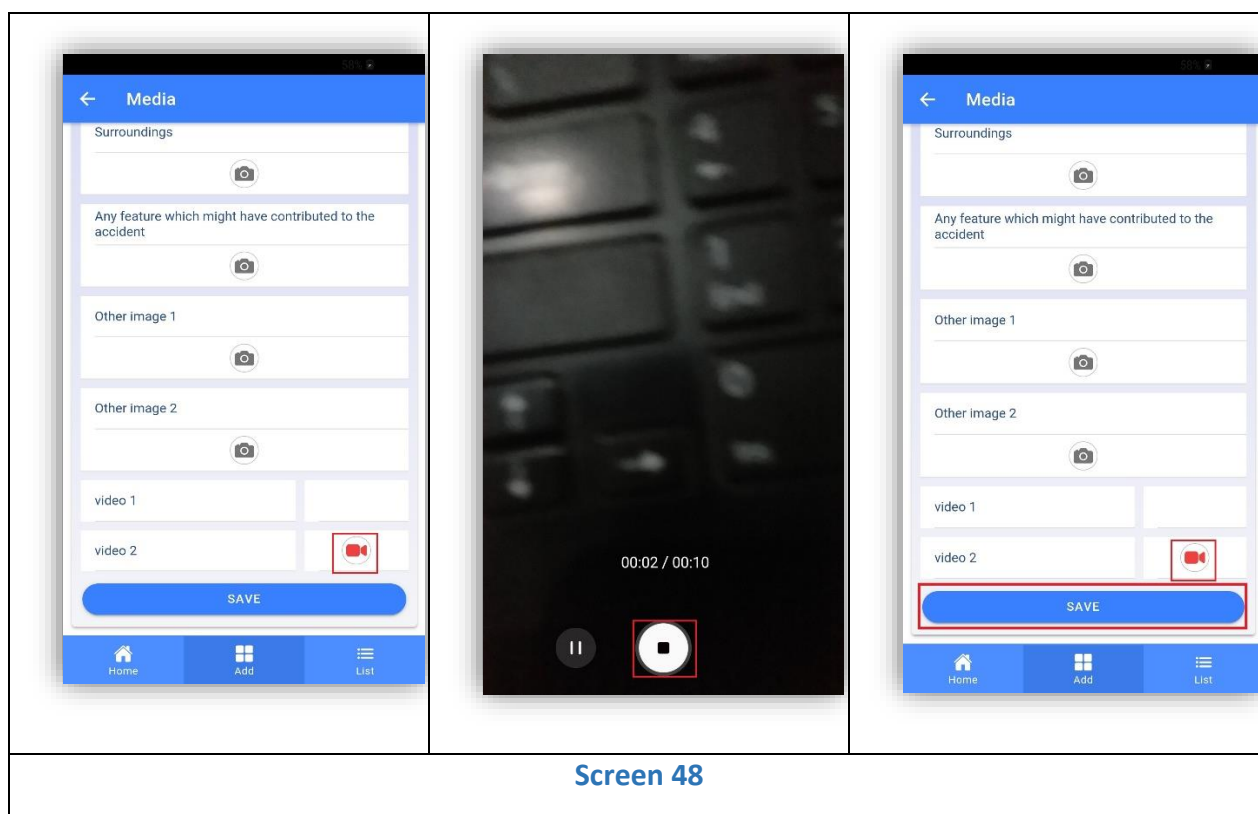 58%
Media
Surroundings
Any feature which might have contributed to the
accident
Other image 1
Other image 2
video 1
video 2
SAVE
Home
Add
List
00:02 / 00:10
58%
Media
Surroundings
Any feature which might have contributed to the
accident
Other image 1
Other image 2
video 1
video 2
SAVE
Home
Add
List
Screen 48